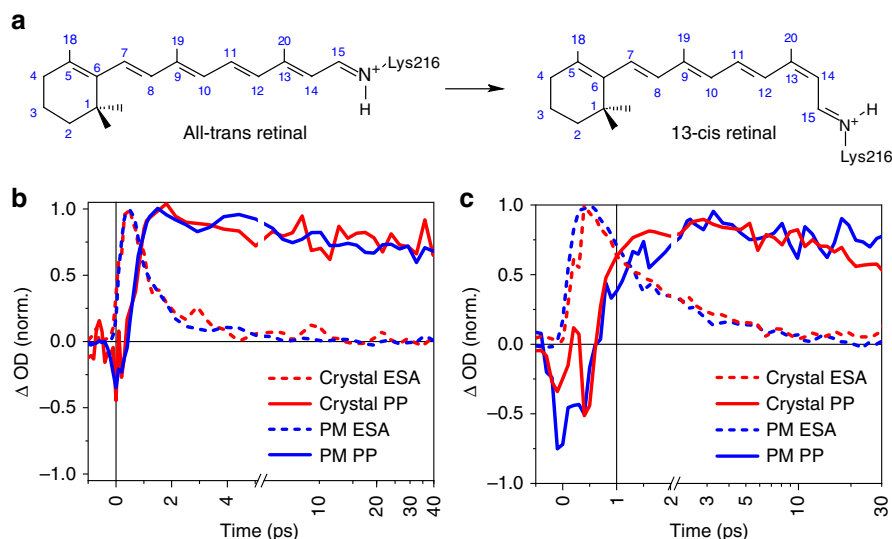 a
18 19 20 Lys216
7 11 15
6 N+
4 5 9 13
8 10 12 14 H
3 1
2
All-trans retinal
18 19 20
7 11
4 5 6 9 13 14
8 10 12
3 1 15 H
2 N+
Lys216
13-cis retinal
b
Δ OD (norm.)
1.0
0.5
0.0
–0.5
–1.0
Crystal ESA
Crystal PP
PM ESA
PM PP
0 2 4 10 20 30 40
Time (ps)
c
Δ OD (norm.)
1.0
0.5
0.0
–0.5
–1.0
Crystal ESA
Crystal PP
PM ESA
PM PP
0 1 2 3 5 10 30
Time (ps)